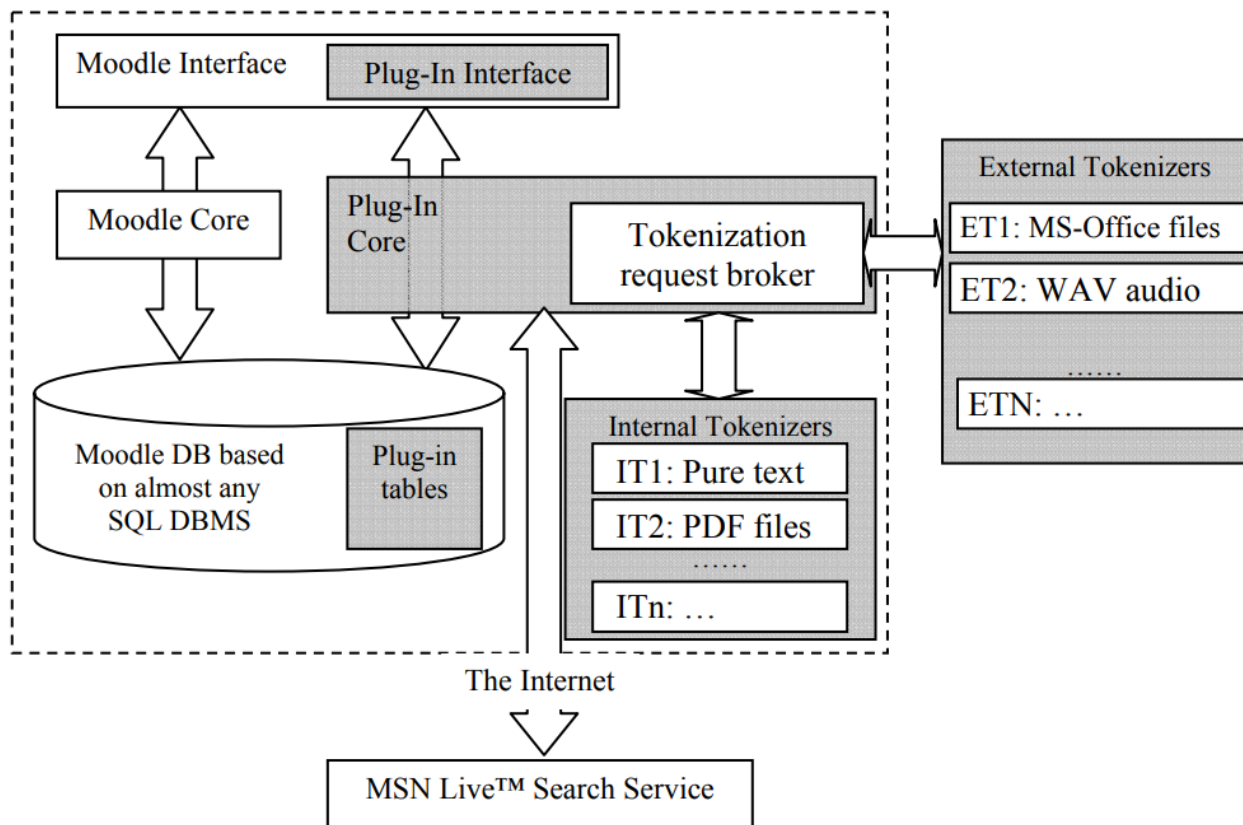 Moodle Interface
Plug-In Interface
Moodle Core
Plug-In
Core
Tokenization
request broker
External Tokenizers
ET1: MS-Office files
ET2: WAV audio
......
ETN: …
Moodle DB based
on almost any
SQL DBMS
Plug-in
tables
Internal Tokenizers
IT1: Pure text
IT2: PDF files
......
ITn: …
The Internet
MSN Live™ Search Service